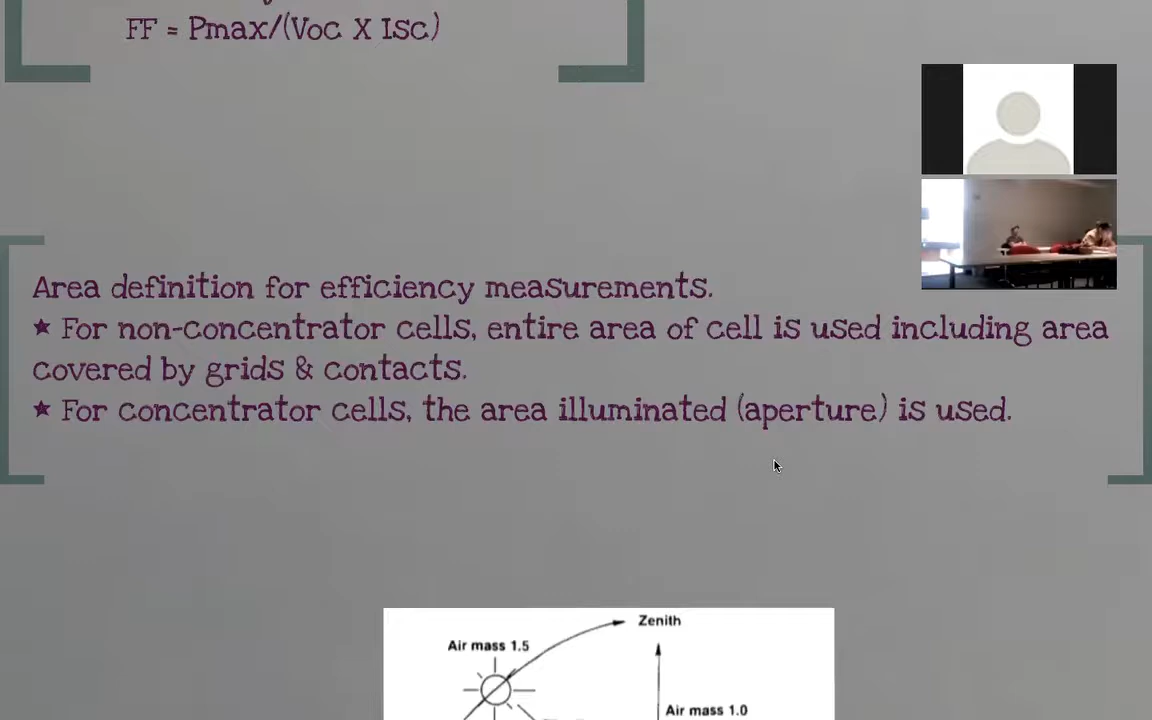 FF = Pmax/(Voc X Isc)
Area definition for efficiency measurements.
★ For non-concentrator cells, entire area of cell is used including area
covered by grids & contacts.
★ For concentrator cells, the area illuminated (aperture) is used.
Zenith
Air mass 1.5
Air mass 1.0